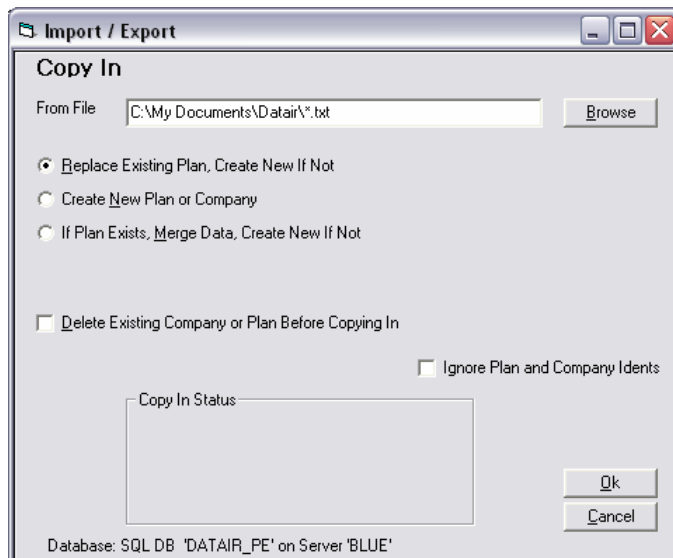 Import / Export
Copy In
From File C:\My Documents\Datair\*.txt Browse
Replace Existing Plan, Create New If Not
Create New Plan or Company
If Plan Exists, Merge Data, Create New If Not
Delete Existing Company or Plan Before Copying In
Ignore Plan and Company Idents
Copy In Status
Ok
Cancel
Database: SQL DB 'DATAIR_PE' on Server 'BLUE'